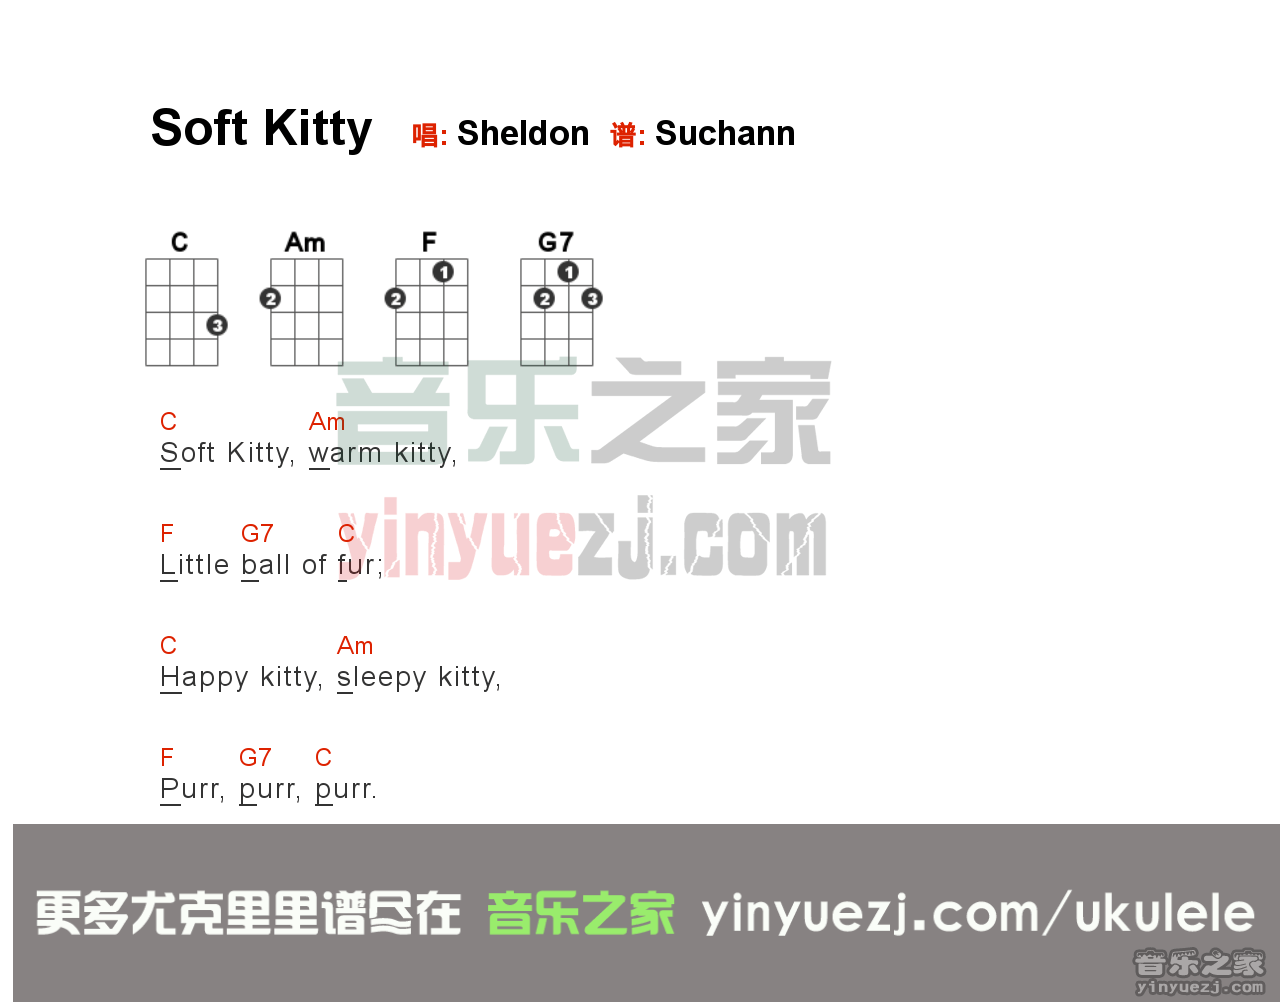 Soft Kitty 唱: Sheldon 谱: Suchann
C Am F G7
3 2 2 1 2 1 3
音乐之家
yinyuezj.com
C Am
Soft Kitty, warm kitty,
F G7 C
Little ball of fur;
C Am
Happy kitty, sleepy kitty,
F G7 C
Purr, purr, purr.
更多尤克里里谱尽在 音乐之家 yinyuezj.com/ukulele
音乐之家
yinyuezj.com